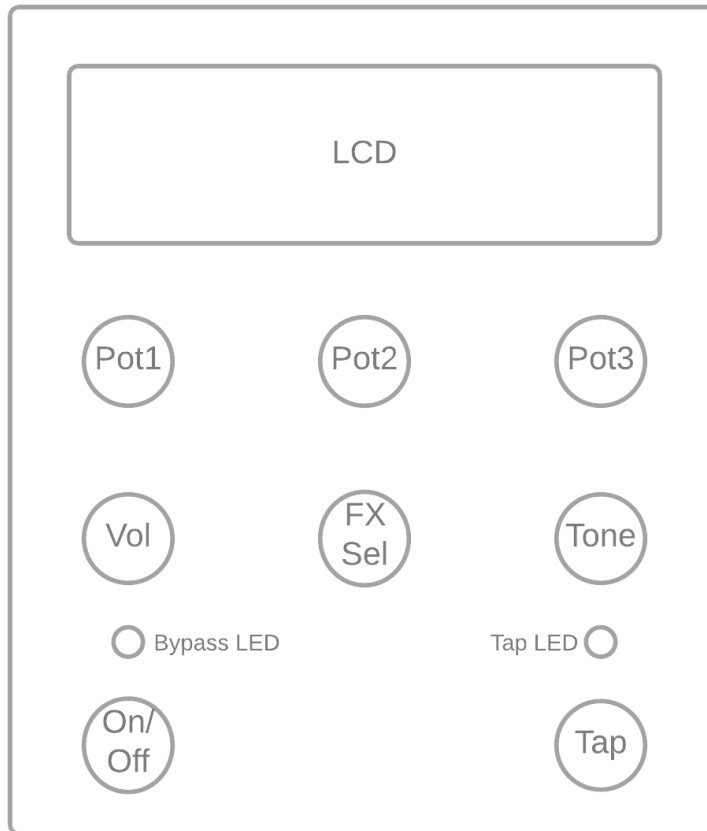 LCD
Pot1
Pot2
Pot3
Vol
FX
Sel
Tone
Bypass LED
Tap LED
On/
Off
Tap